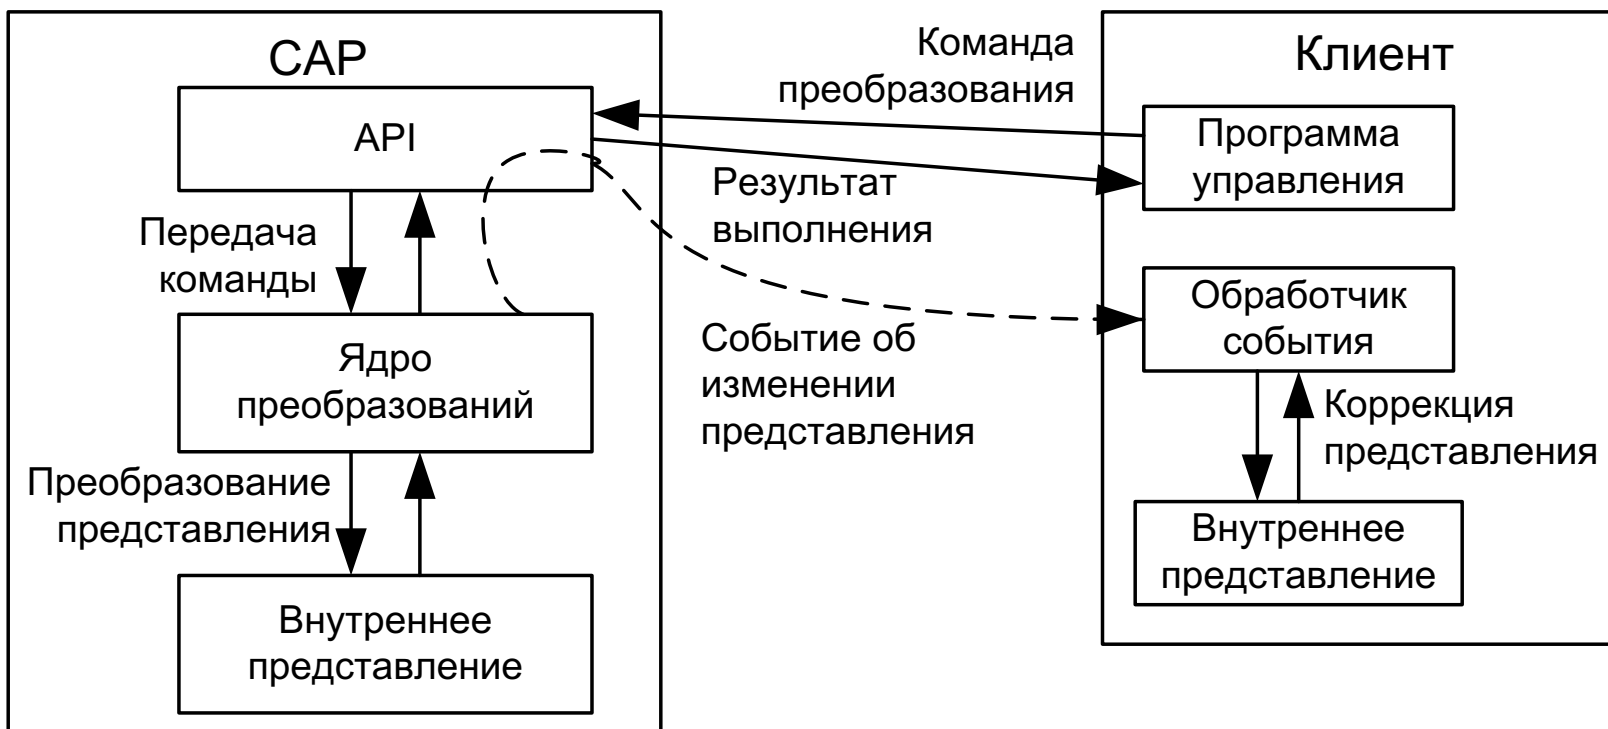 САР
API
Передача
команды
Ядро
преобразований
Преобразование
представления
Внутреннее
представление
Команда
преобразования
Результат
выполнения
Событие об
изменении
представления
Клиент
Программа
управления
Обработчик
события
Коррекция
представления
Внутреннее
представление